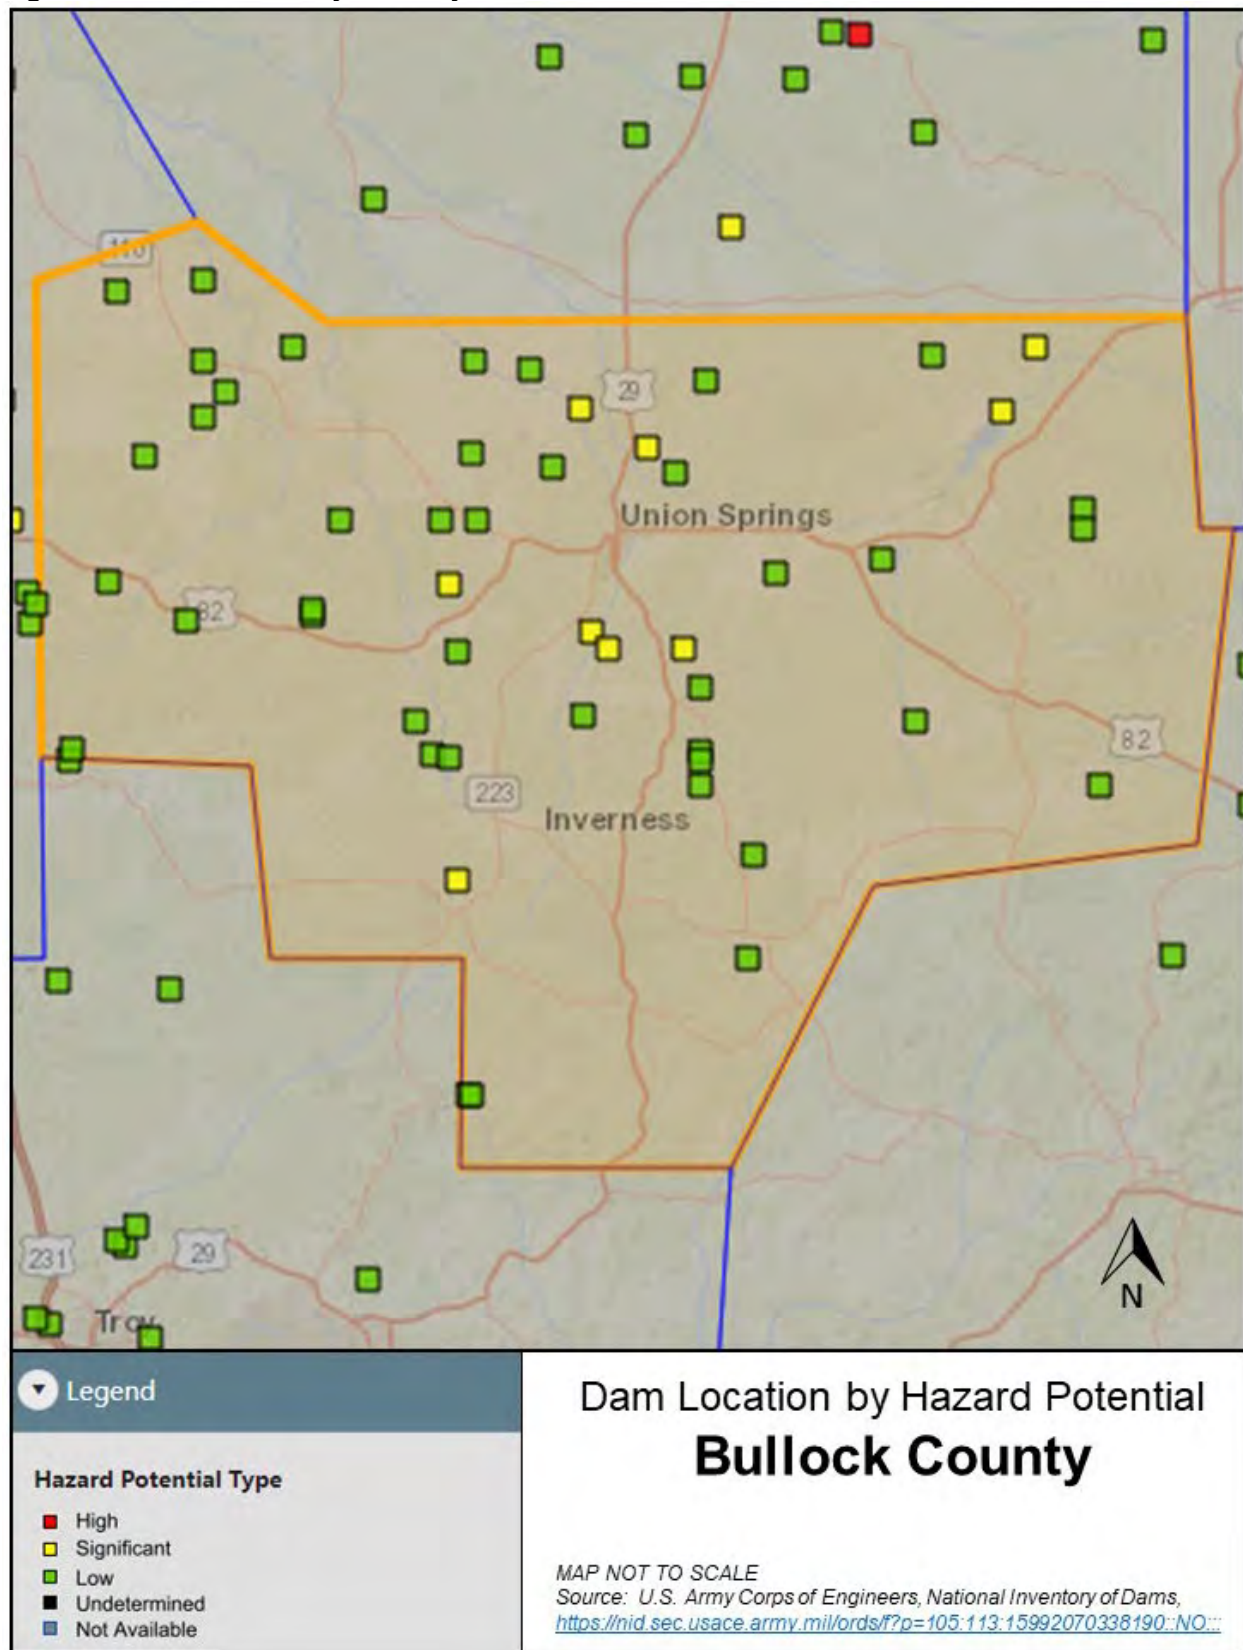 110
29
Union Springs
82
82
223
Inverness
231
29
Troy
N
Legend
Hazard Potential Type
High
Significant
Low
Undetermined
Not Available
Dam Location by Hazard Potential
Bullock County
MAP NOT TO SCALE
Source: U.S. Army Corps of Engineers, National Inventory of Dams,
https://nid.sec.usace.army.mil/ords/f?p=105:113:15992070338190::NO:::